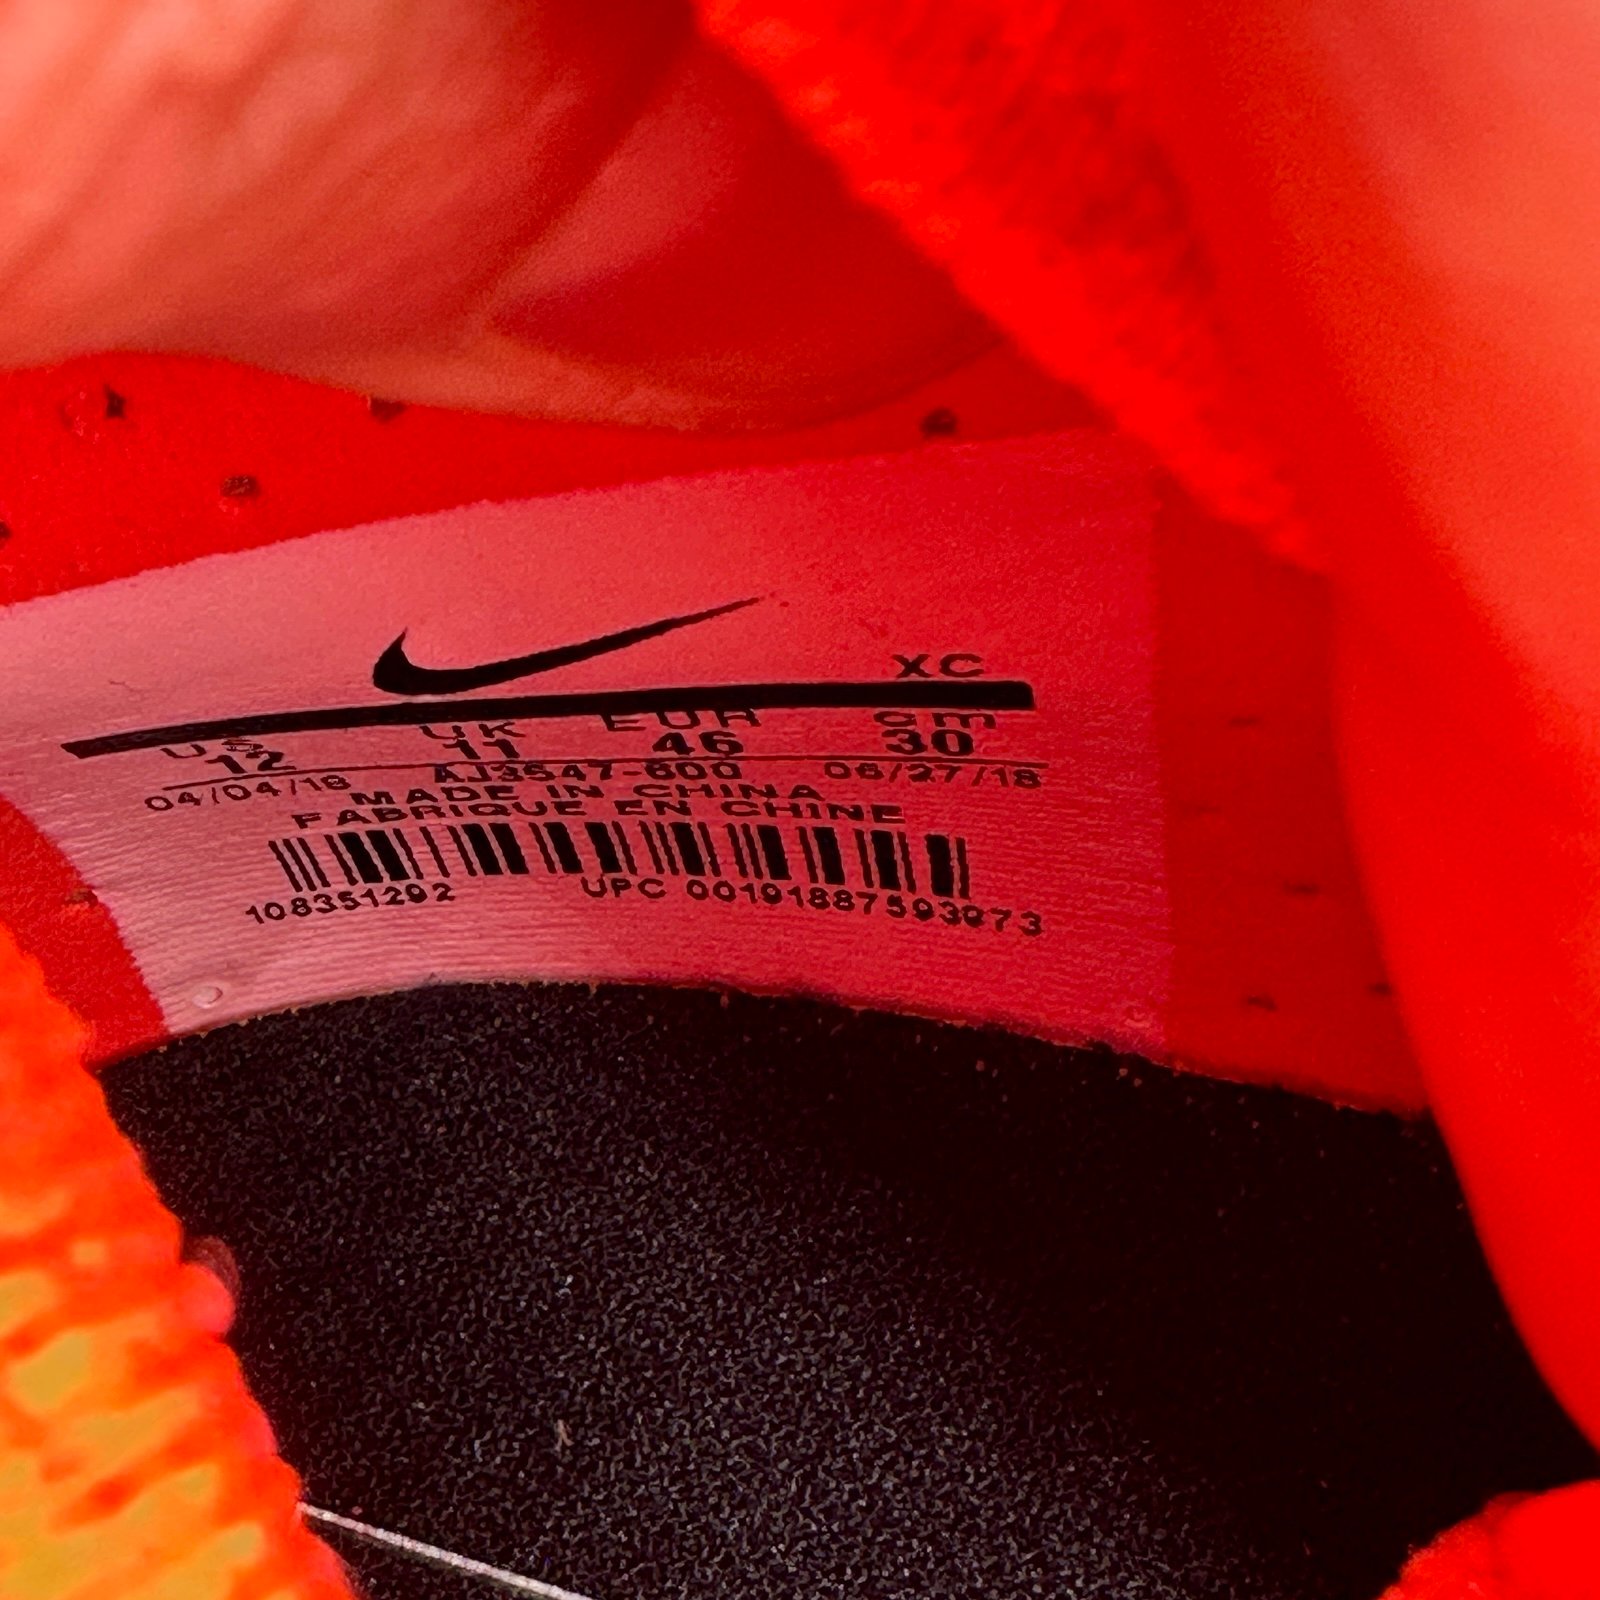 XC
US UK EUR cm
12 11 46 30
04/04/18 AJ3547-600 06/27/18
MADE IN CHINA
FABRIQUE EN CHINE
108351292 UPC 00191887593973